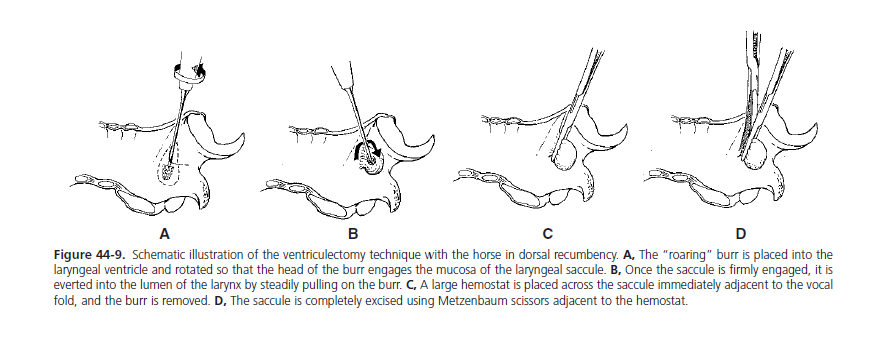 A B C D
Figure 44-9. Schematic illustration of the ventriculectomy technique with the horse in dorsal recumbency. A, The “roaring” burr is placed into the
laryngeal ventricle and rotated so that the head of the burr engages the mucosa of the laryngeal saccule. B, Once the saccule is firmly engaged, it is
everted into the lumen of the larynx by steadily pulling on the burr. C, A large hemostat is placed across the saccule immediately adjacent to the vocal
fold, and the burr is removed. D, The saccule is completely excised using Metzenbaum scissors adjacent to the hemostat.